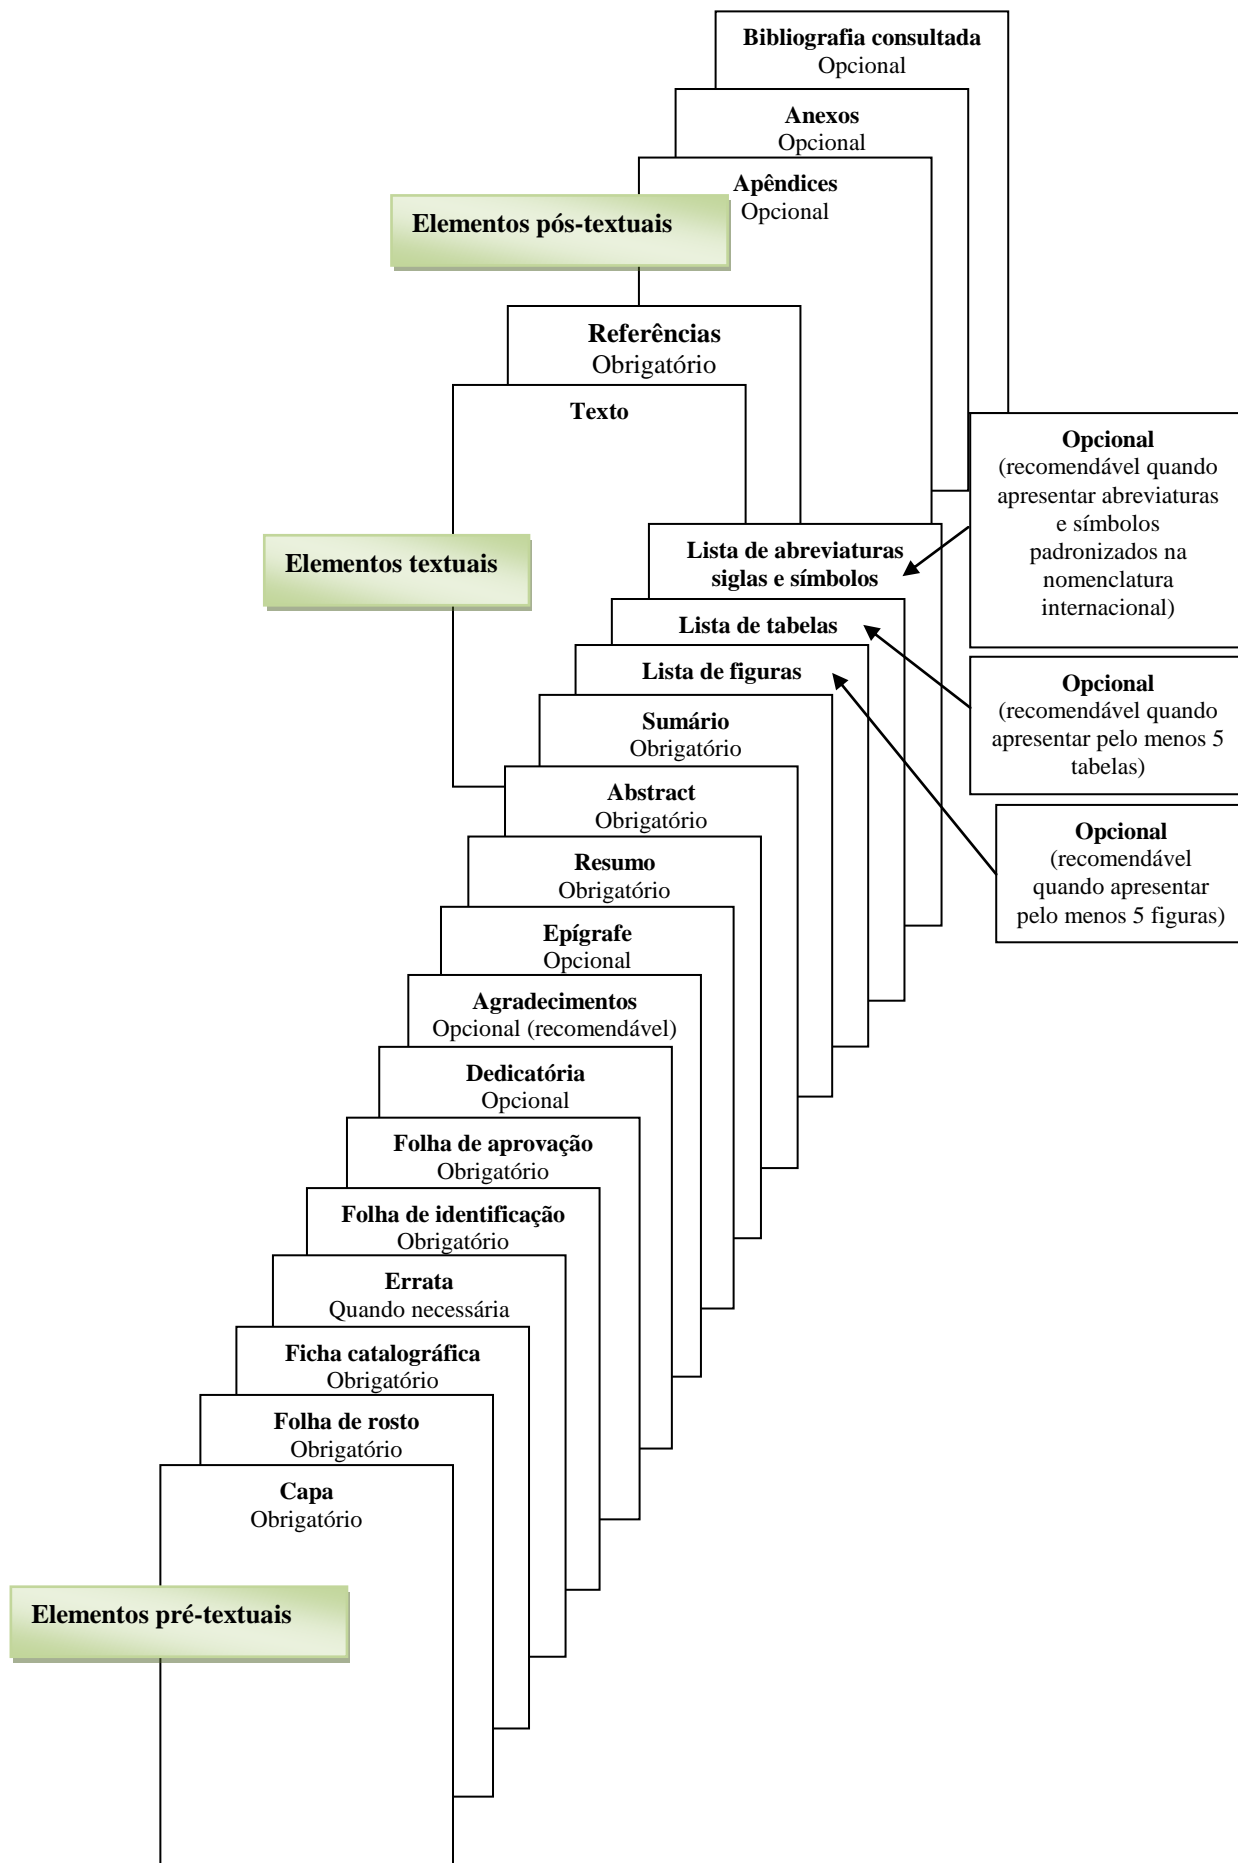 Bibliografia consultada
Opcional
Anexos
Opcional
Apêndices
Opcional
Elementos pós-textuais
Referências
Obrigatório
Texto
Elementos textuais
Lista de abreviaturas
siglas e símbolos
Opcional
(recomendável quando
apresentar abreviaturas
e símbolos
padronizados na
nomenclatura
internacional)
Lista de tabelas
Opcional
(recomendável quando
apresentar pelo menos 5
tabelas)
Lista de figuras
Opcional
(recomendável
quando apresentar
pelo menos 5 figuras)
Sumário
Obrigatório
Abstract
Obrigatório
Resumo
Obrigatório
Epígrafe
Opcional
Agradecimentos
Opcional (recomendável)
Dedicatória
Opcional
Folha de aprovação
Obrigatório
Folha de identificação
Obrigatório
Errata
Quando necessária
Ficha catalográfica
Obrigatório
Folha de rosto
Obrigatório
Capa
Obrigatório
Elementos pré-textuais